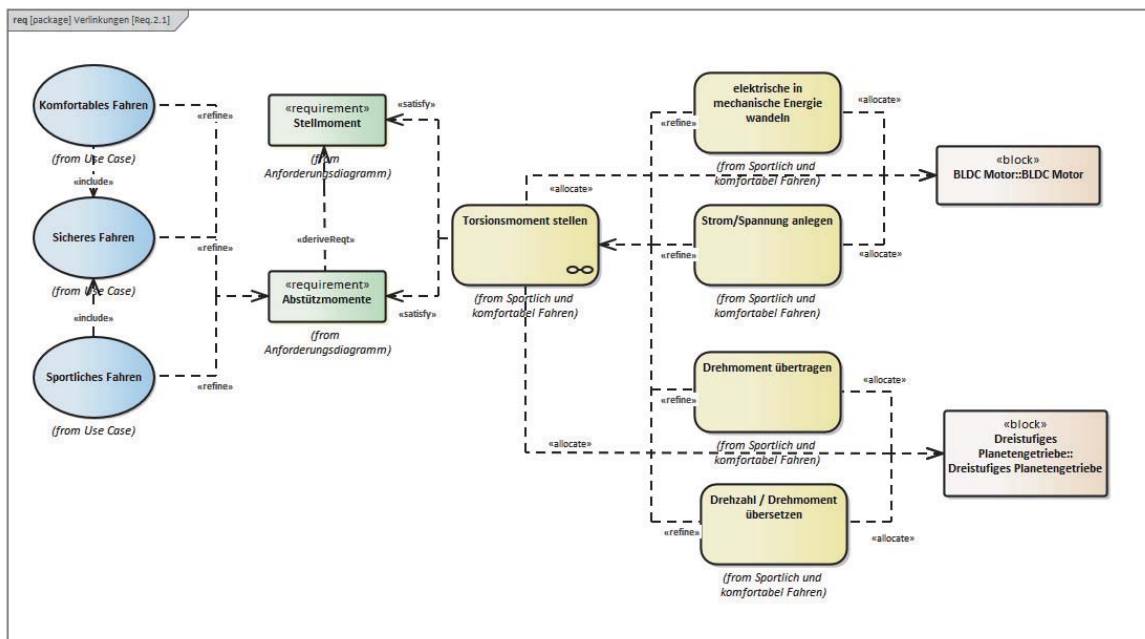 req [package] Verlinkungen [Req.2.1]
Komfortables Fahren
(from Use Case)
«include»
Sicheres Fahren
(from Use Case)
«include»
Sportliches Fahren
(from Use Case)
«refine»
«refine»
«refine»
«requirement»
Stellmoment
(from
Anforderungsdiagramm)
«deriveReqt»
«requirement»
Abstützmomente
(from
Anforderungsdiagramm)
«satisfy»
«satisfy»
Torsionsmoment stellen
(from Sportlich und
komfortabel Fahren)
«allocate»
«allocate»
elektrische in
mechanische Energie
wandeln
(from Sportlich und
komfortabel Fahren)
«refine»
«allocate»
Strom/Spannung anlegen
(from Sportlich und
komfortabel Fahren)
«refine»
«allocate»
Drehmoment übertragen
(from Sportlich und
komfortabel Fahren)
«refine»
«allocate»
Drehzahl / Drehmoment
übersetzen
(from Sportlich und
komfortabel Fahren)
«refine»
«allocate»
«block»
BLDC Motor::BLDC Motor
«block»
Dreistufiges
Planetengetriebe::
Dreistufiges Planetengetriebe